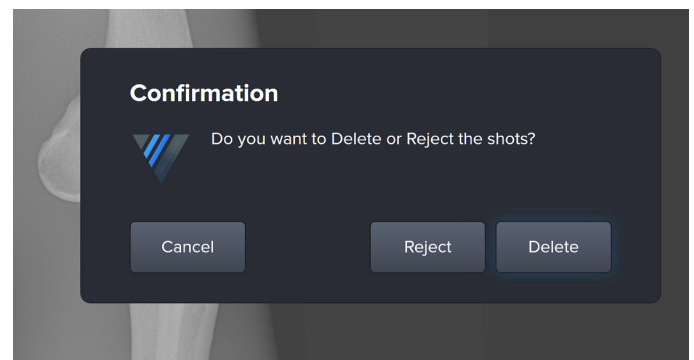 Confirmation
Do you want to Delete or Reject the shots?
Cancel
Reject
Delete